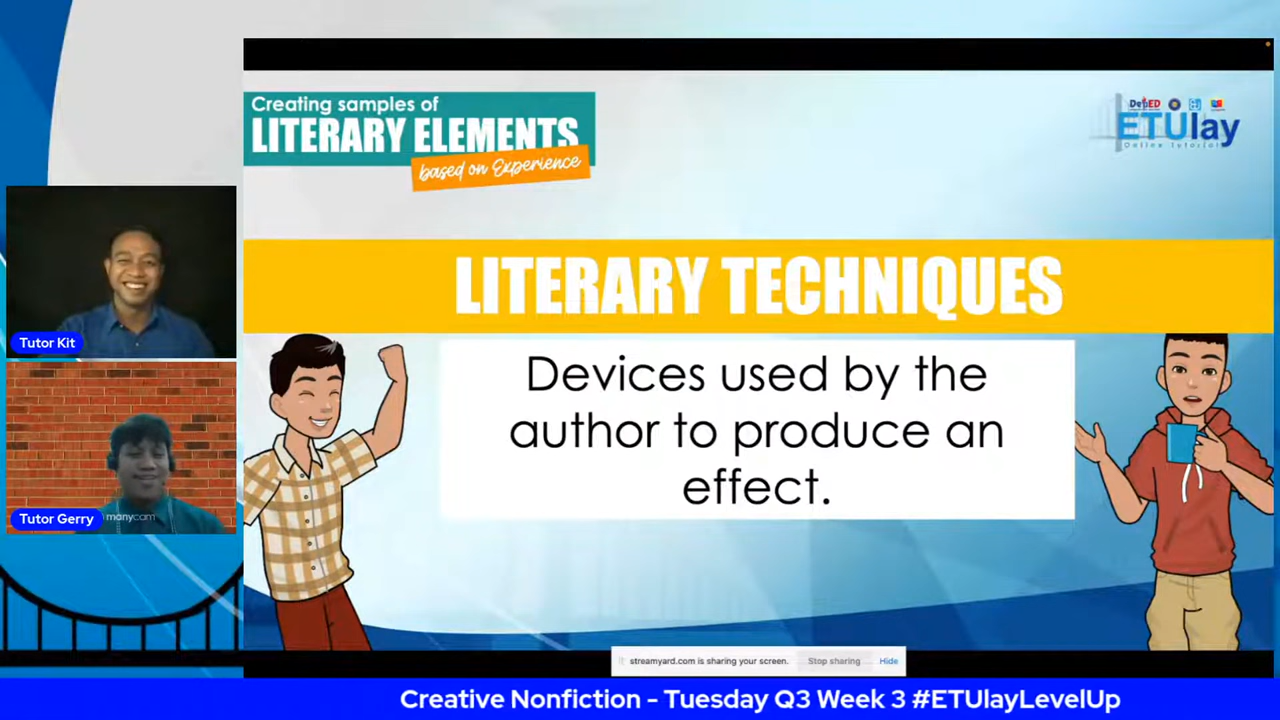 Creating samples of
LITERARY ELEMENTS
based on Experience
DepED
ETUlay
Online Tutorial
LITERARY TECHNIQUES
Devices used by the
author to produce an
effect.
Tutor Kit
Tutor Gerry
manycam
streamyard.com is sharing your screen.
Stop sharing
Hide
Creative Nonfiction - Tuesday Q3 Week 3 #ETUlayLevelUp